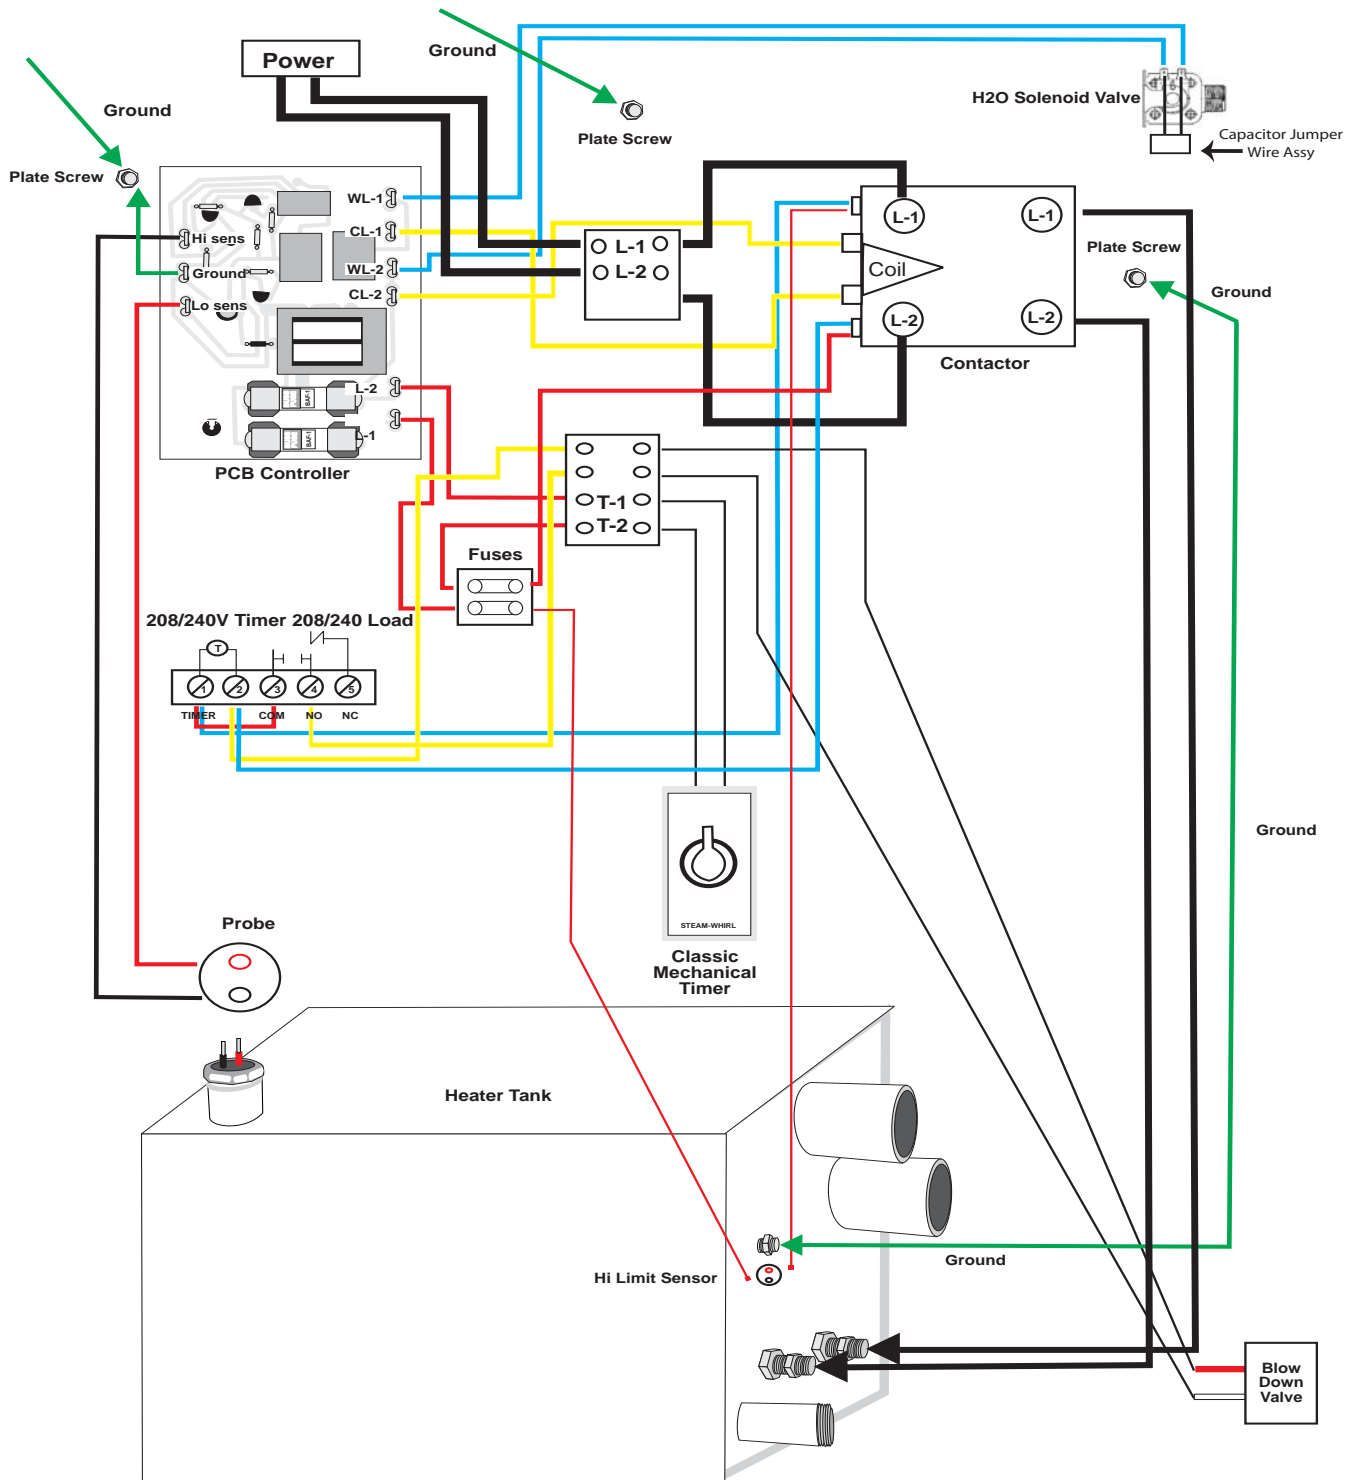 Power
Ground
Ground
Plate Screw
Plate Screw
H2O Solenoid Valve
Capacitor Jumper
Wire Assy
WL-1
CL-1
WL-2
CL-2
Hi sens
Ground
Lo sens
L-2
L-1
BAF-1
BAF-1
PCB Controller
L-1
L-2
L-1
L-1
Coil
L-2
L-2
Contactor
Plate Screw
Ground
T-1
T-2
Fuses
208/240V Timer 208/240 Load
T
1
2
3
4
5
TIMER
COM
NO
NC
Ground
STEAM-WHIRL
Classic
Mechanical
Timer
Probe
Heater Tank
Ground
Hi Limit Sensor
Blow
Down
Valve